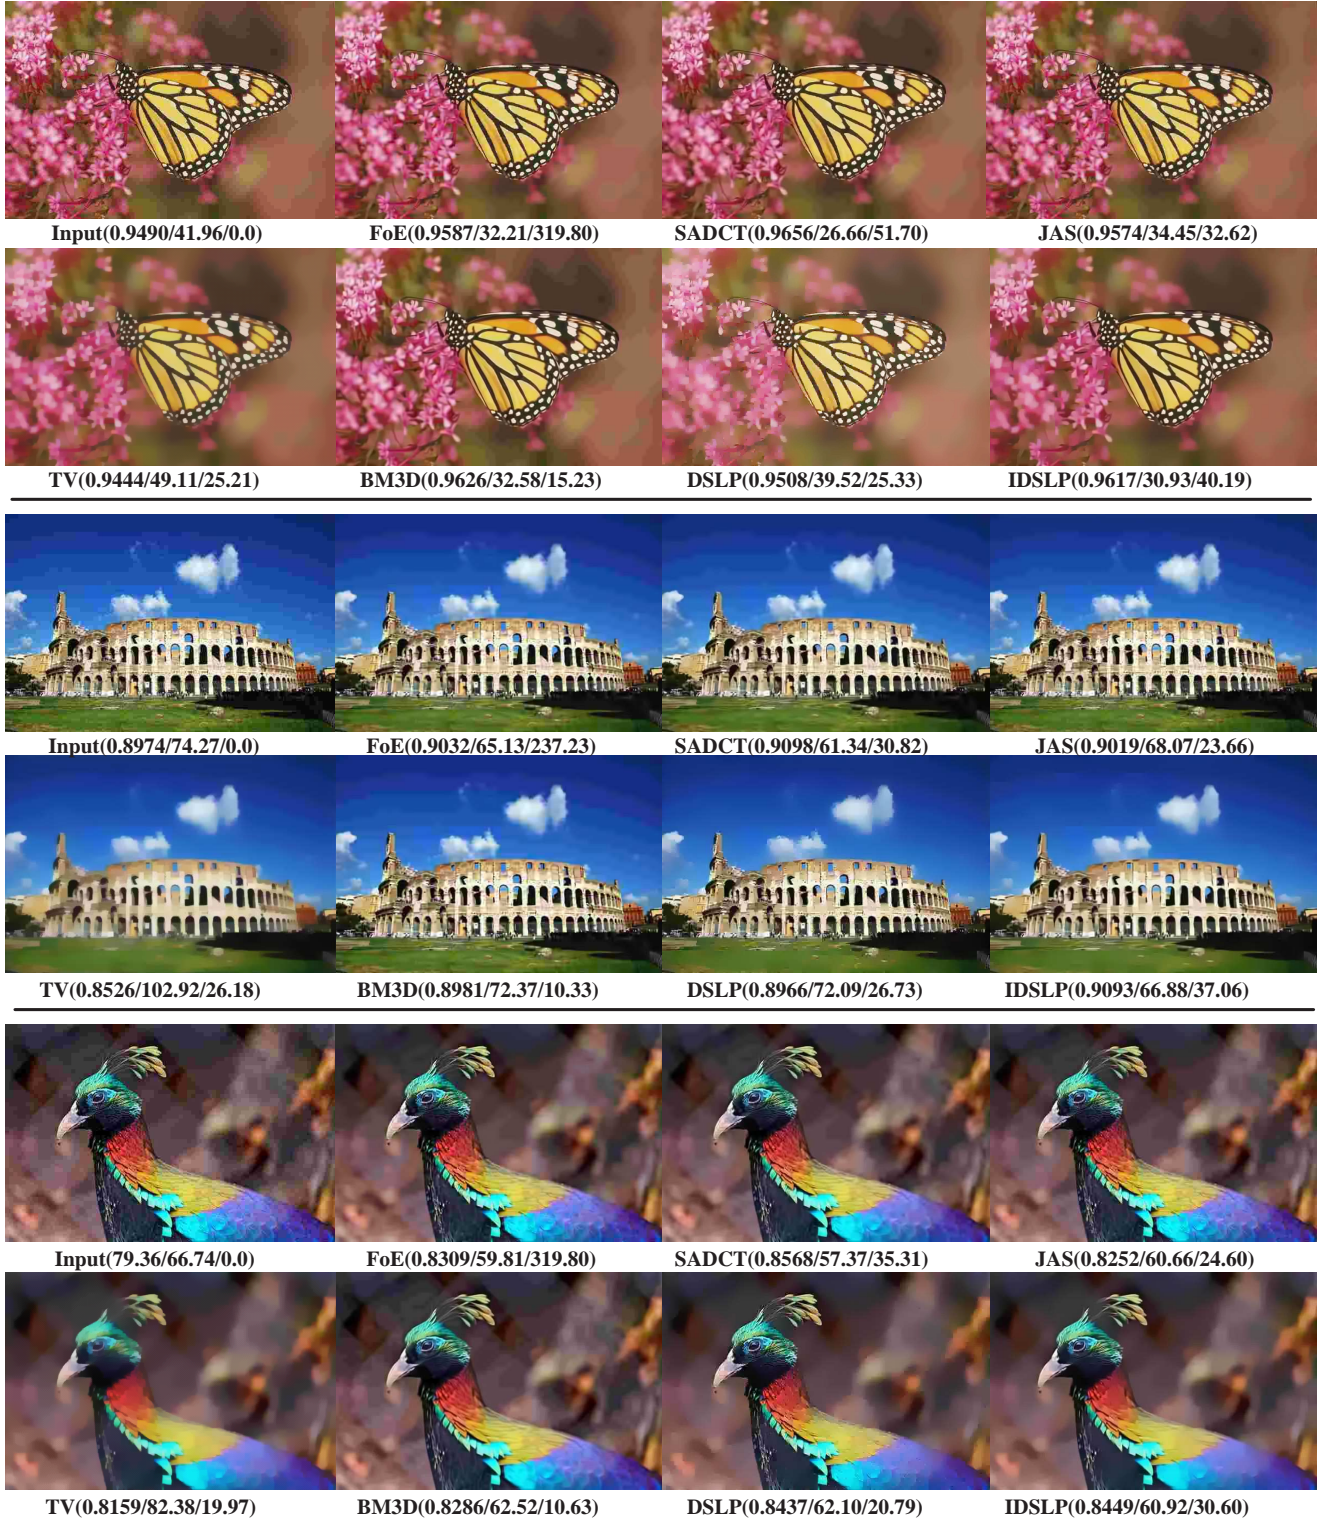 Input(0.9490/41.96/0.0) FoE(0.9587/32.21/319.80) SADCT(0.9656/26.66/51.70) JAS(0.9574/34.45/32.62)
TV(0.9444/49.11/25.21) BM3D(0.9626/32.58/15.23) DSLP(0.9508/39.52/25.33) IDSLP(0.9617/30.93/40.19)
Input(0.8974/74.27/0.0) FoE(0.9032/65.13/237.23) SADCT(0.9098/61.34/30.82) JAS(0.9019/68.07/23.66)
TV(0.8526/102.92/26.18) BM3D(0.8981/72.37/10.33) DSLP(0.8966/72.09/26.73) IDSLP(0.9093/66.88/37.06)
Input(79.36/66.74/0.0) FoE(0.8309/59.81/319.80) SADCT(0.8568/57.37/35.31) JAS(0.8252/60.66/24.60)
TV(0.8159/82.38/19.97) BM3D(0.8286/62.52/10.63) DSLP(0.8437/62.10/20.79) IDSLP(0.8449/60.92/30.60)